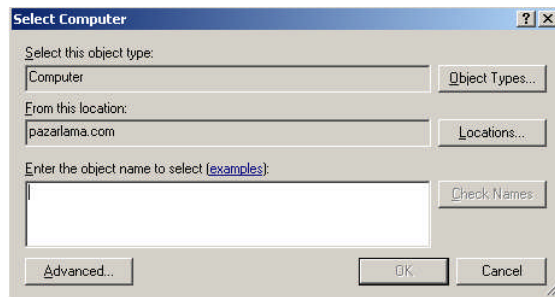 Select Computer
Select this object type:
Computer
Object Types...
From this location:
pazarlama.com
Locations...
Enter the object name to select (examples):
Check Names
Advanced...
OK
Cancel